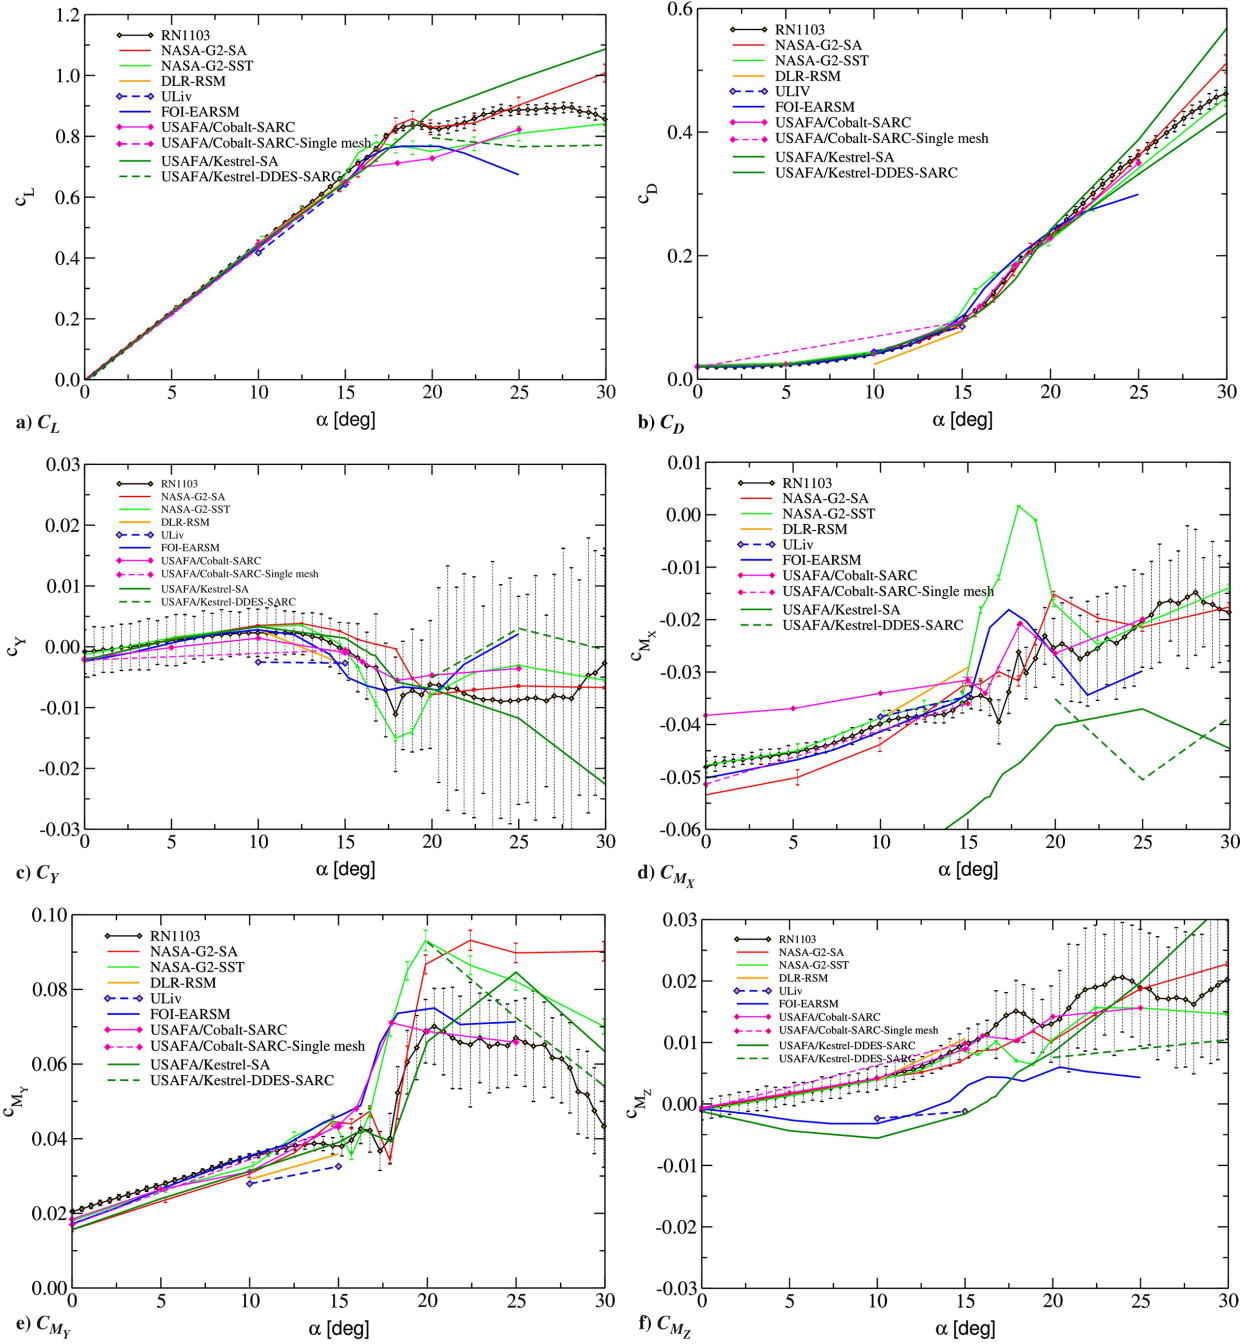 1.2
1.0
0.8
0.6
0.4
0.2
0.0
c_L
RN1103
NASA-G2-SA
NASA-G2-SST
DLR-RSM
ULiv
FOI-EARSM
USAFA/Cobalt-SARC
USAFA/Cobalt-SARC-Single mesh
USAFA/Kestrel-SA
USAFA/Kestrel-DDES-SARC
0 5 10 15 20 25 30
α [deg]
a) C_L
0.6
0.4
0.2
0.0
c_D
RN1103
NASA-G2-SA
NASA-G2-SST
DLR-RSM
ULIV
FOI-EARSM
USAFA/Cobalt-SARC
USAFA/Cobalt-SARC-Single mesh
USAFA/Kestrel-SA
USAFA/Kestrel-DDES-SARC
0 5 10 15 20 25 30
α [deg]
b) C_D
0.03
0.02
0.01
0.00
-0.01
-0.02
-0.03
c_Y
RN1103
NASA-G2-SA
NASA-G2-SST
DLR-RSM
ULiv
FOI-EARSM
USAFA/Cobalt-SARC
USAFA/Cobalt-SARC-Single mesh
USAFA/Kestrel-SA
USAFA/Kestrel-DDES-SARC
0 5 10 15 20 25 30
α [deg]
c) C_Y
0.01
0.00
-0.01
-0.02
-0.03
-0.04
-0.05
-0.06
c_M_X
RN1103
NASA-G2-SA
NASA-G2-SST
DLR-RSM
ULiv
FOI-EARSM
USAFA/Cobalt-SARC
USAFA/Cobalt-SARC-Single mesh
USAFA/Kestrel-SA
USAFA/Kestrel-DDES-SARC
0 5 10 15 20 25 30
α [deg]
d) C_M_X
0.10
0.08
0.06
0.04
0.02
0.00
c_M_Y
RN1103
NASA-G2-SA
NASA-G2-SST
DLR-RSM
ULiv
FOI-EARSM
USAFA/Cobalt-SARC
USAFA/Cobalt-SARC-Single mesh
USAFA/Kestrel-SA
USAFA/Kestrel-DDES-SARC
0 5 10 15 20 25 30
α [deg]
e) C_M_Y
0.03
0.02
0.01
0.00
-0.01
-0.02
-0.03
c_M_Z
RN1103
NASA-G2-SA
NASA-G2-SST
DLR-RSM
ULiv
FOI-EARSM
USAFA/Cobalt-SARC
USAFA/Cobalt-SARC-Single mesh
USAFA/Kestrel-DDES-SARC
USAFA/Kestrel-DDES-SARC
0 5 10 15 20 25 30
α [deg]
f) C_M_Z